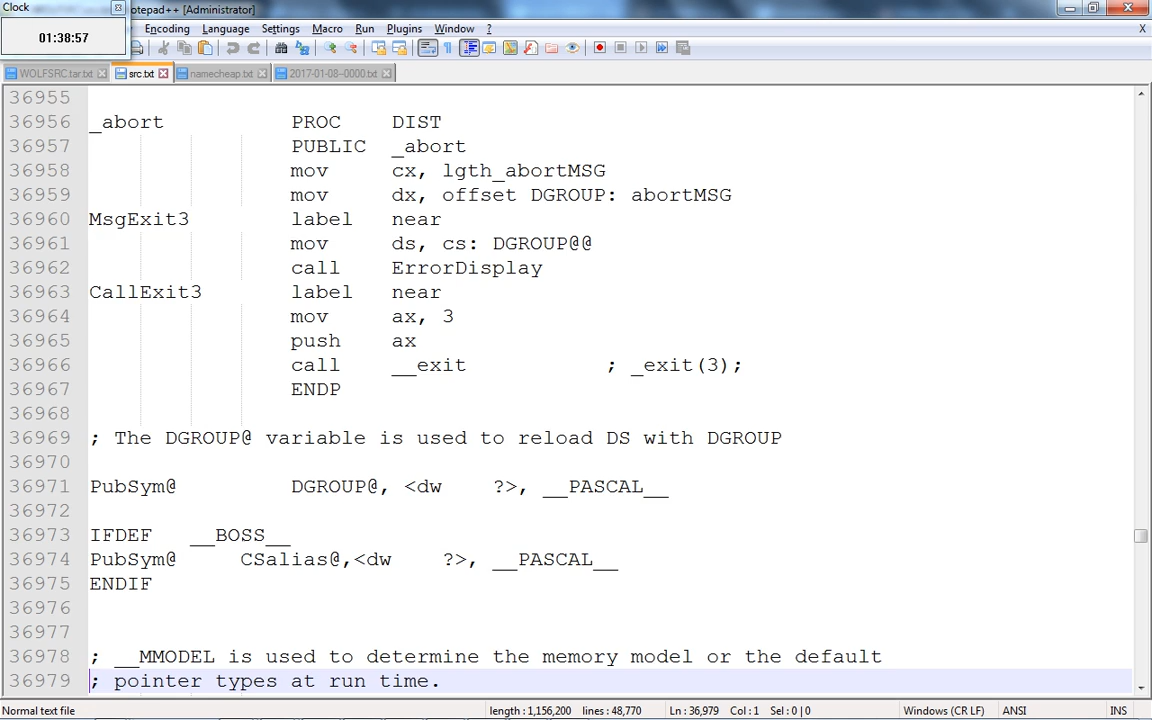 Clock
otepad++ [Administrator]
01:38:57
Encoding Language Settings Macro Run Plugins Window ? X
WOLFSRC.tar.txt src.txt namecheap.txt 2017-01-08--0000.txt
36955
36956 _abort PROC DIST
36957 PUBLIC _abort
36958 mov cx, lgth_abortMSG
36959 mov dx, offset DGROUP: abortMSG
36960 MsgExit3 label near
36961 mov ds, cs: DGROUP@@
36962 call ErrorDisplay
36963 CallExit3 label near
36964 mov ax, 3
36965 push ax
36966 call __exit ; _exit(3);
36967 ENDP
36968
36969 ; The DGROUP@ variable is used to reload DS with DGROUP
36970
36971 PubSym@ DGROUP@, <dw ?>, __PASCAL__
36972
36973 IFDEF __BOSS__
36974 PubSym@ CSalias@,<dw ?>, __PASCAL__
36975 ENDIF
36976
36977
36978 ; __MMODEL is used to determine the memory model or the default
36979 ; pointer types at run time.
Normal text file length : 1,156,200 lines : 48,770 Ln : 36,979 Col : 1 Sel : 0 | 0 Windows (CR LF) ANSI INS